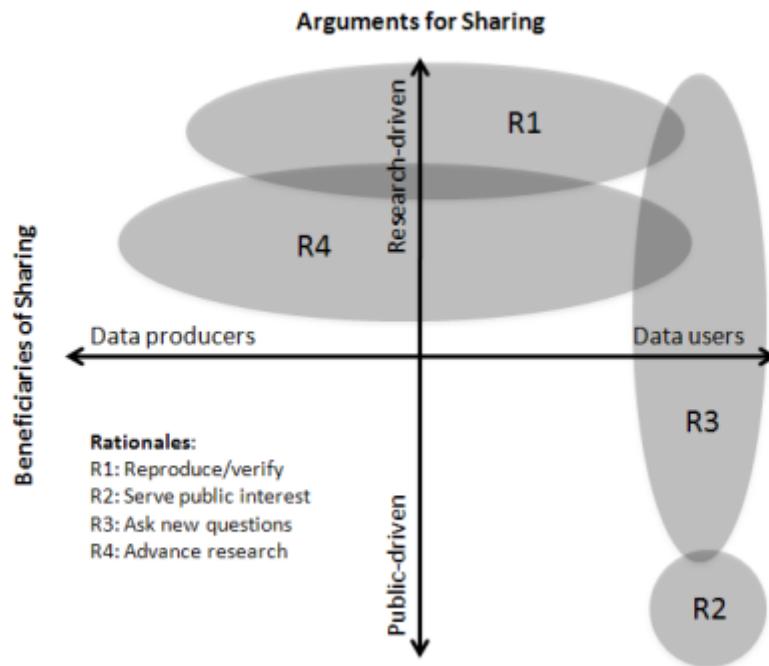 Arguments for Sharing
Research-driven
R1
R4
Beneficiaries of Sharing
Data producers
Data users
R3
Rationales:
R1: Reproduce/verify
R2: Serve public interest
R3: Ask new questions
R4: Advance research
Public-driven
R2